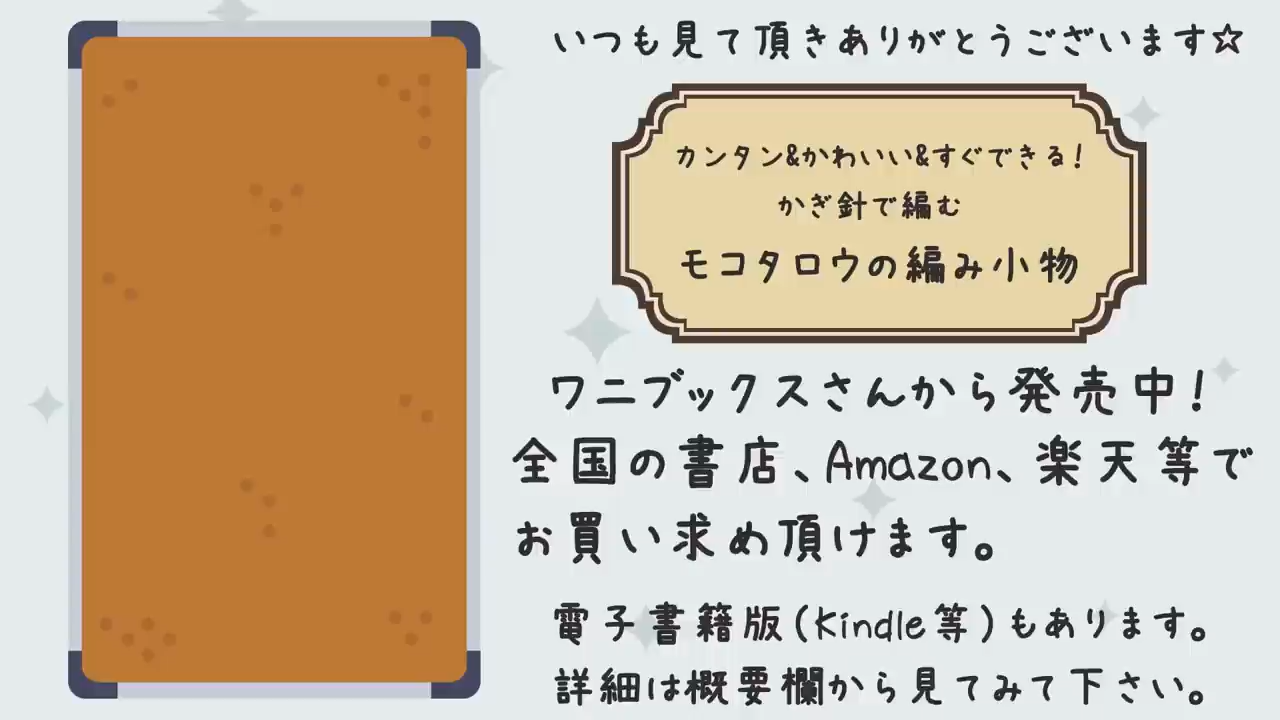 いつも見て頂きありがとうございます☆
カンタン&かわいい&すぐできる!
かぎ針で編む
モコタロウの編み小物
ワニブックスさんから発売中!
全国の書店、Amazon、楽天等で
お買い求め頂けます。
電子書籍版(Kindle等)もあります。
詳細は概要欄から見てみて下さい。